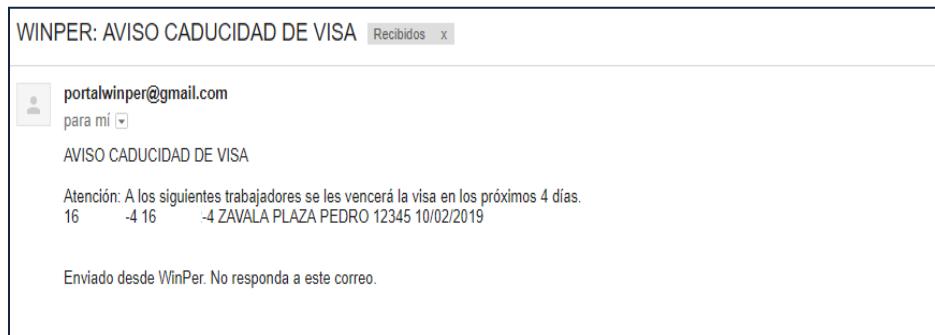 WINPER: AVISO CADUCIDAD DE VISA Recibidos x
portalwinper@gmail.com
para mí
AVISO CADUCIDAD DE VISA
Atención: A los siguientes trabajadores se les vencerá la visa en los próximos 4 días.
16 -4 16 -4 ZAVALA PLAZA PEDRO 12345 10/02/2019
Enviado desde WinPer. No responda a este correo.